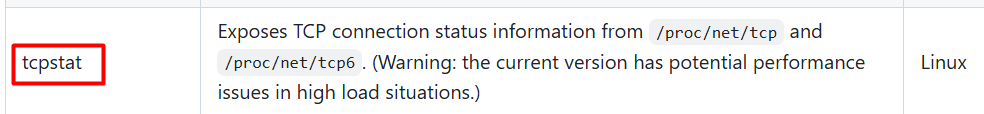 tcpstat
Exposes TCP connection status information from /proc/net/tcp and
/proc/net/tcp6. (Warning: the current version has potential performance
issues in high load situations.)
Linux